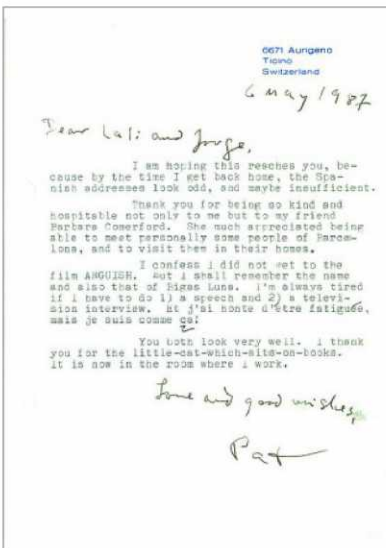 6671 Aurigeno
Ticino
Switzerland
6 May 1987
Dear Lali and Jorge,
I am hoping this reaches you, be-
cause by the time I get back home, the Spa-
nish addresses look odd, and maybe insufficient.
Thank you for being so kind and
hospitable not only to me but to my friend
Barbara Comerford. She much appreciated being
able to meet personally some people of Barce-
lona, and to visit them in their homes.
I confess I did not get to the
film ANGUISH. But I shall remember the name
and also that of Bigas Luna. I'm always tired
if I have to do 1) a speech and 2) a televi-
sion interview. Et j'ai honte d'être fatiguée,
mais je suis comme ça!
You both look very well. I thank
you for the little-cat-which-sits-on-books.
It is now in the room where I work.
Love and good wishes,
Pat